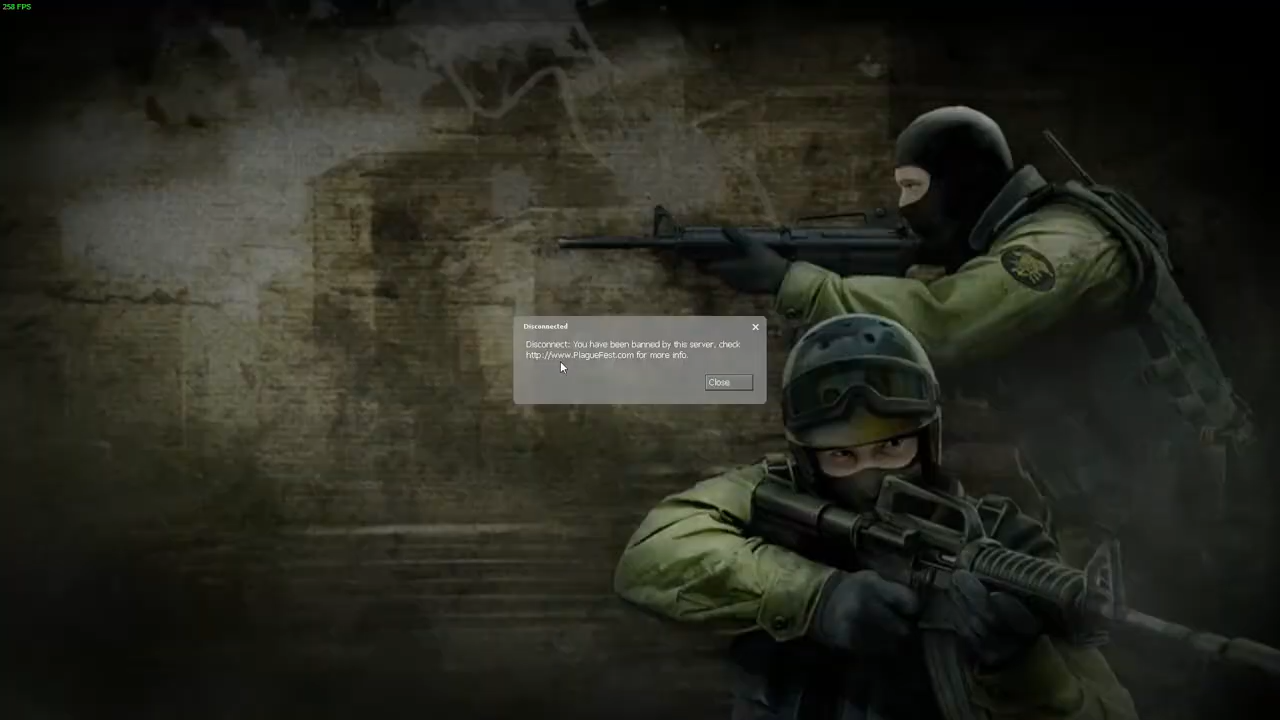 258 FPS
Disconnected
Disconnect: You have been banned by this server, check
http://www.PlagueFest.com for more info.
Close